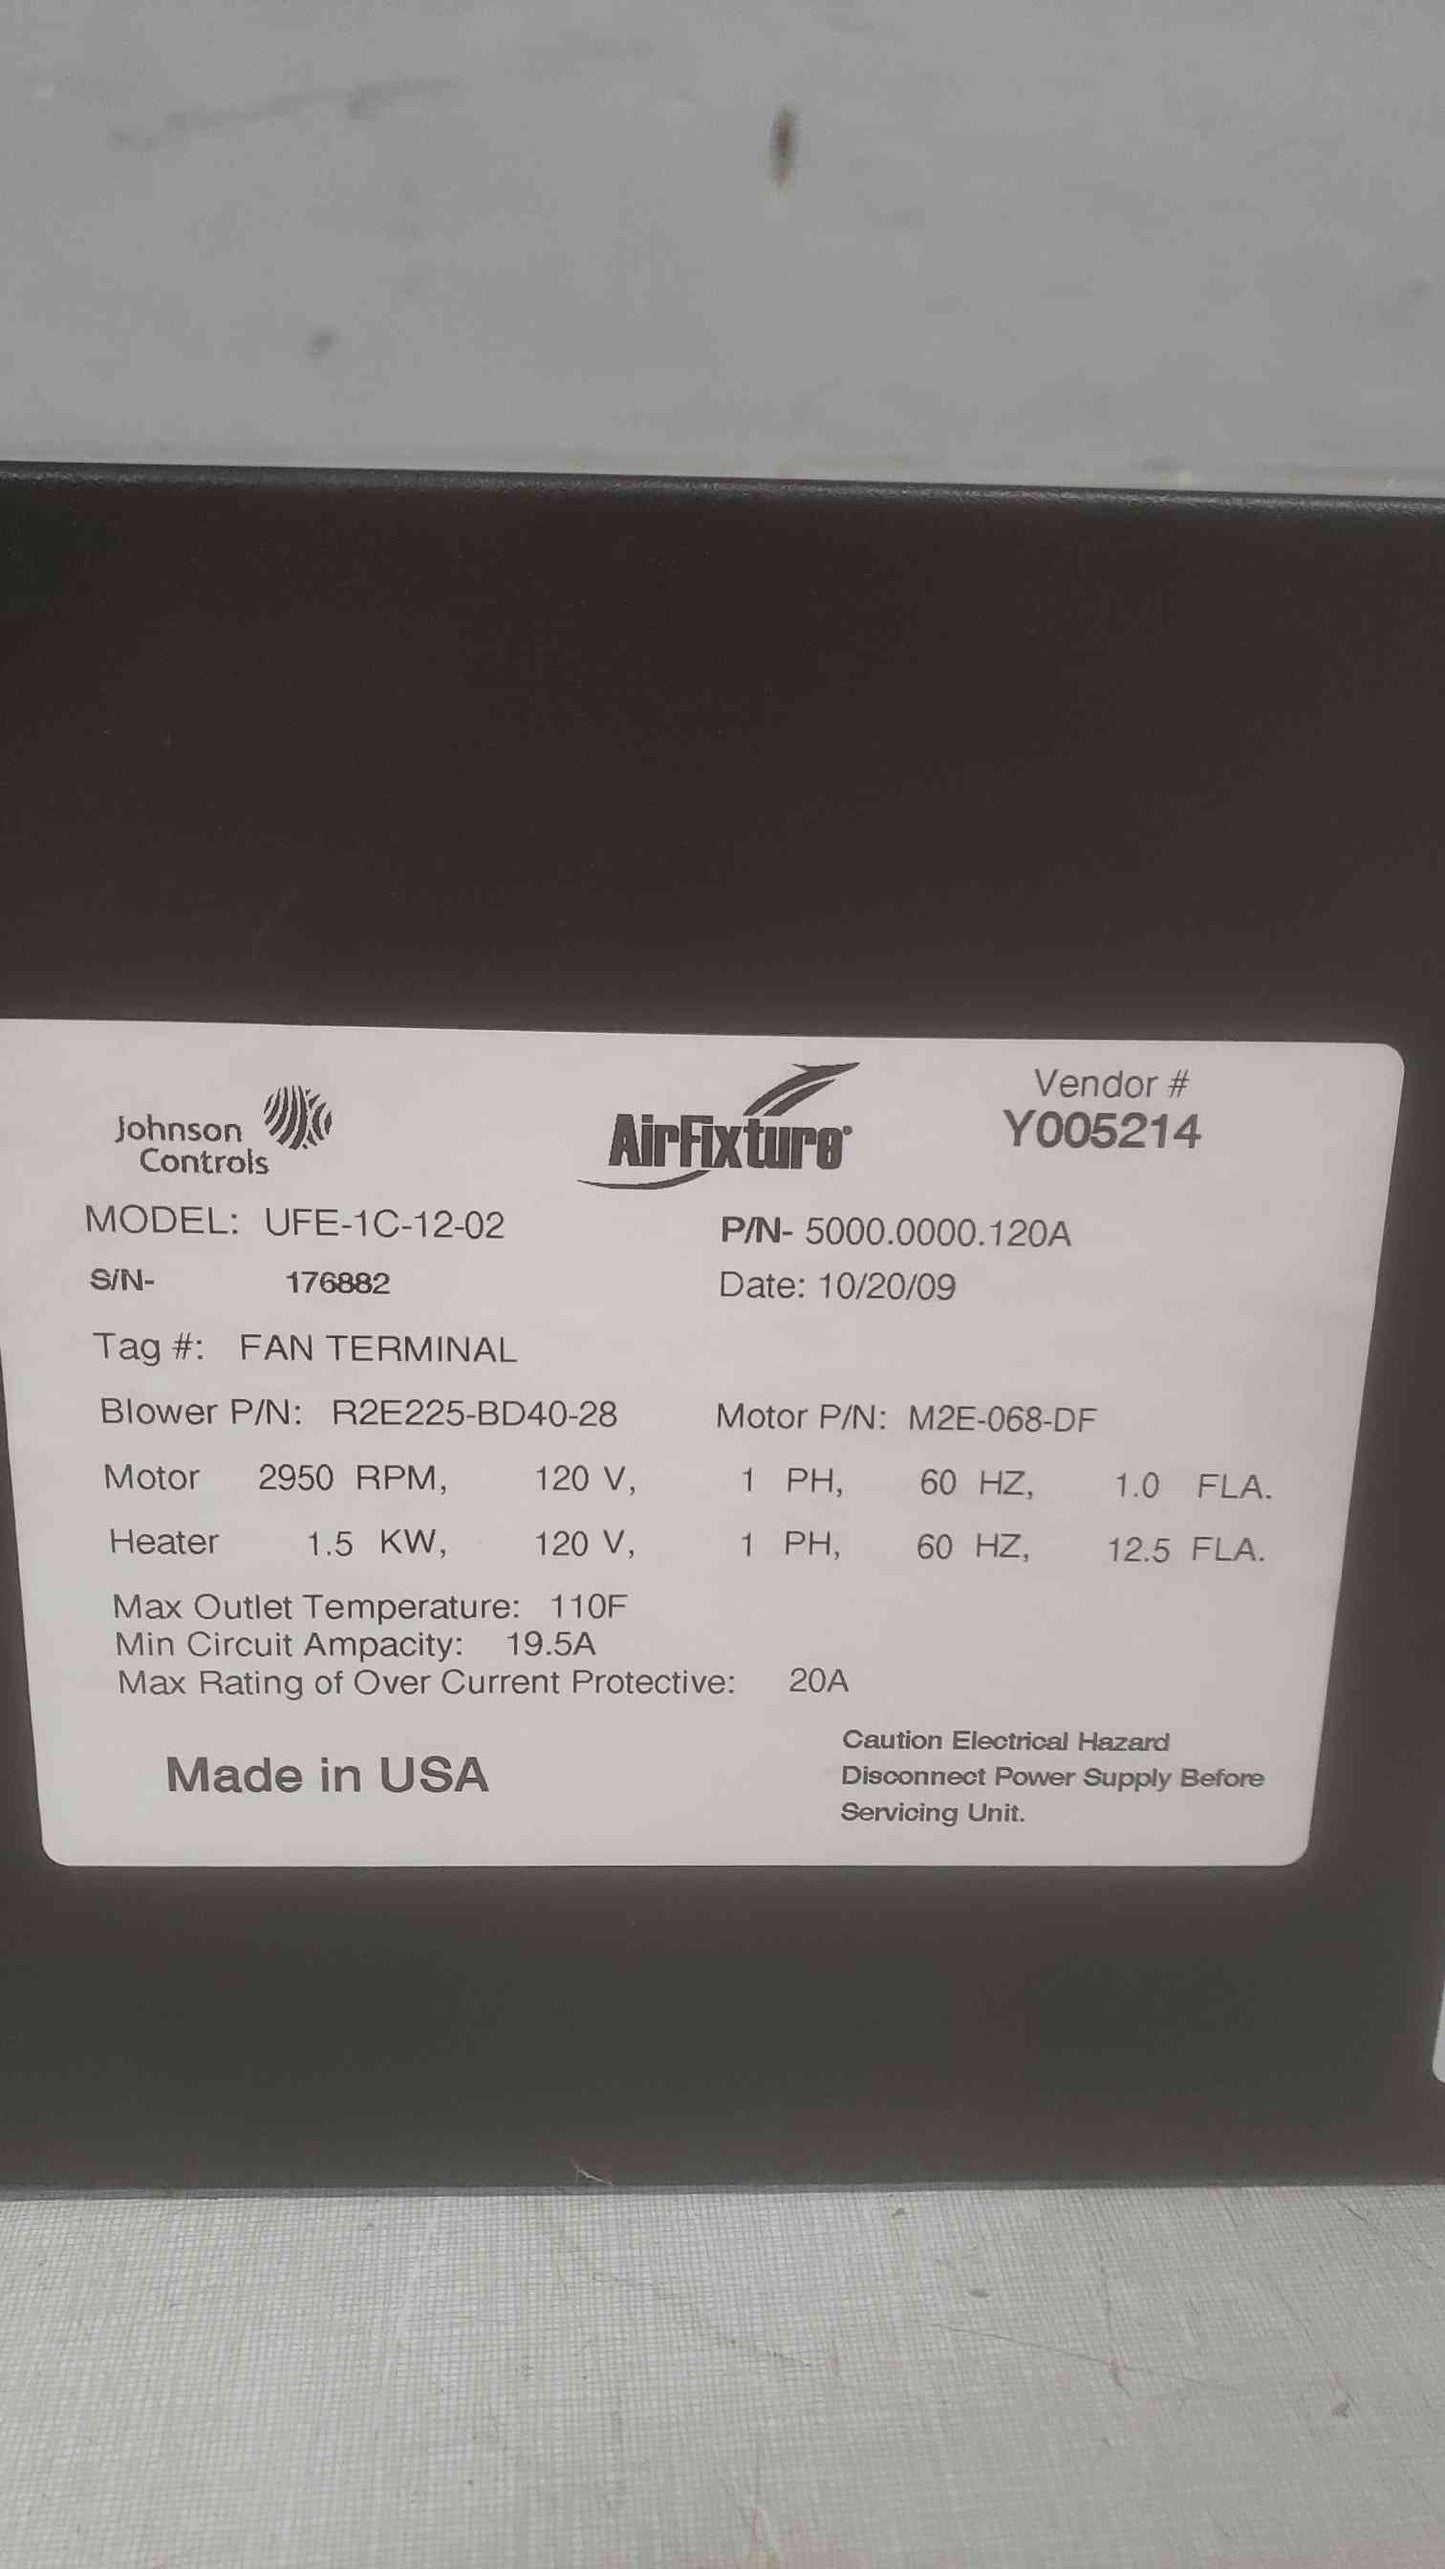 Johnson
Controls
AirFixture®
Vendor #
Y005214
MODEL: UFE-1C-12-02
P/N- 5000.0000.120A
S/N- 176882
Date: 10/20/09
Tag #: FAN TERMINAL
Blower P/N: R2E225-BD40-28 Motor P/N: M2E-068-DF
Motor 2950 RPM, 120 V, 1 PH, 60 HZ, 1.0 FLA.
Heater 1.5 KW, 120 V, 1 PH, 60 HZ, 12.5 FLA.
Max Outlet Temperature: 110F
Min Circuit Ampacity: 19.5A
Max Rating of Over Current Protective: 20A
Made in USA
Caution Electrical Hazard
Disconnect Power Supply Before
Servicing Unit.